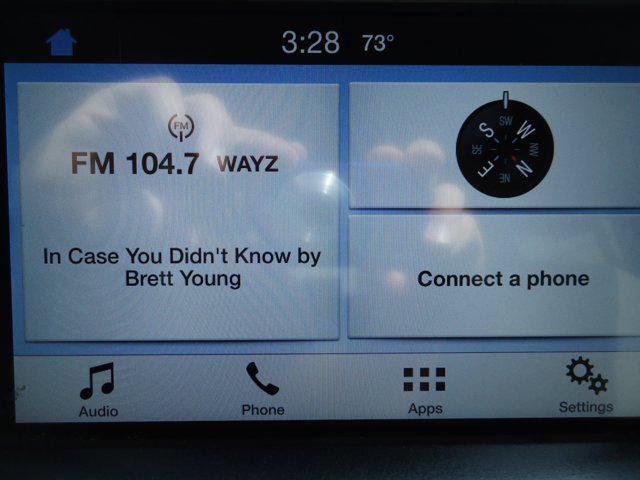 3:28 73°
FM
FM 104.7 WAYZ
In Case You Didn't Know by
Brett Young
SW
S W
SE NW
E N
NE
Connect a phone
Audio Phone Apps Settings